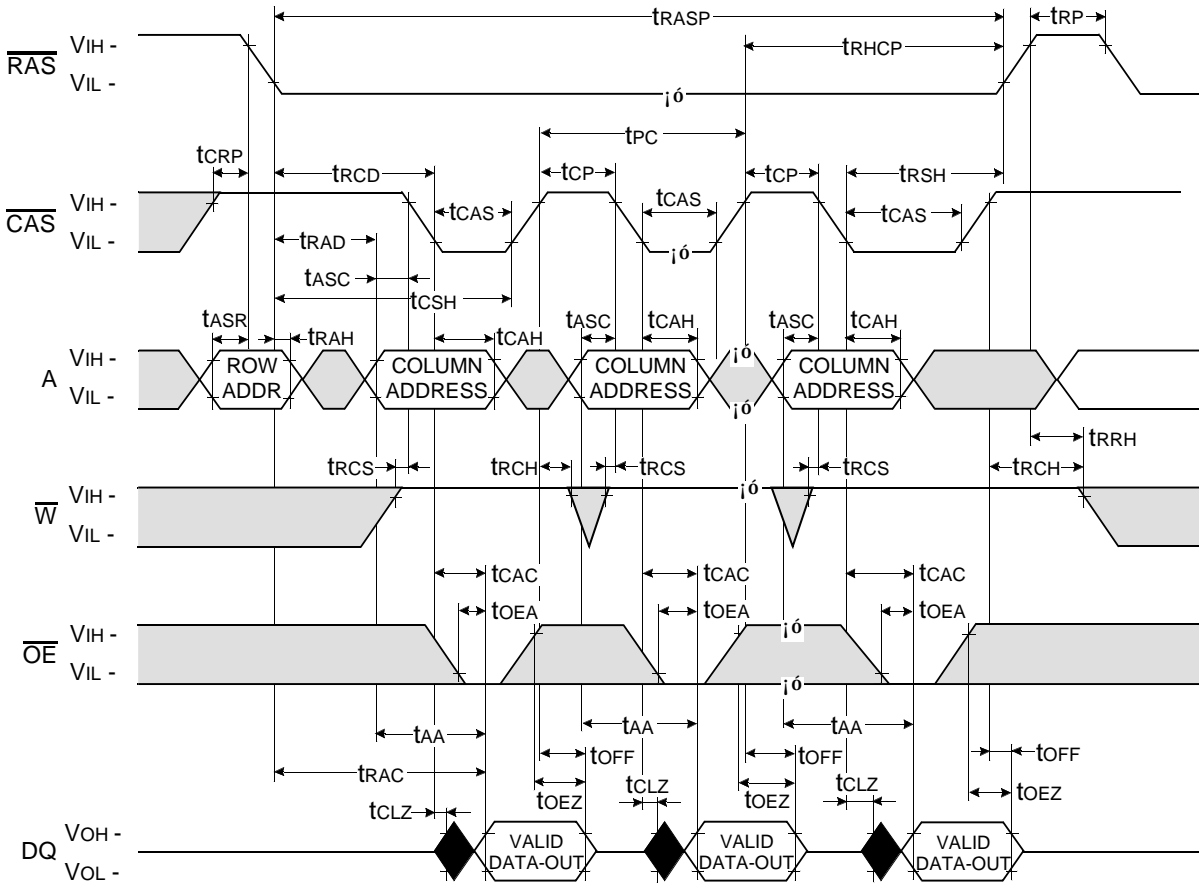 tRASP
tRP
tRHCP
VIH -
RAS
VIL -
¡ó
tPC
tCRP
tRCD
tCP
tCP
tRSH
VIH -
CAS
VIL -
tCAS
tCAS
tCAS
¡ó
tRAD
tASC
tCSH
tASR
tRAH
tCAH
tASC
tCAH
tASC
tCAH
VIH -
A
VIL -
ROW
ADDR
COLUMN
ADDRESS
COLUMN
ADDRESS
¡ó
¡ó
COLUMN
ADDRESS
tRRH
tRCS
tRCH
tRCS
tRCS
tRCH
VIH -
W
VIL -
¡ó
tCAC
tCAC
tCAC
tOEA
tOEA
tOEA
VIH -
OE
VIL -
¡ó
¡ó
tAA
tAA
tAA
tOFF
tOFF
tOFF
tRAC
tCLZ
tOEZ
tCLZ
tOEZ
tCLZ
tOEZ
VOH -
DQ
VOL -
VALID
DATA-OUT
VALID
DATA-OUT
VALID
DATA-OUT